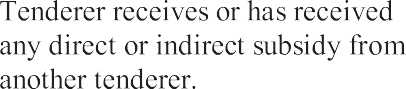 Tenderer receives or has received
any direct or indirect subsidy from
another tenderer.